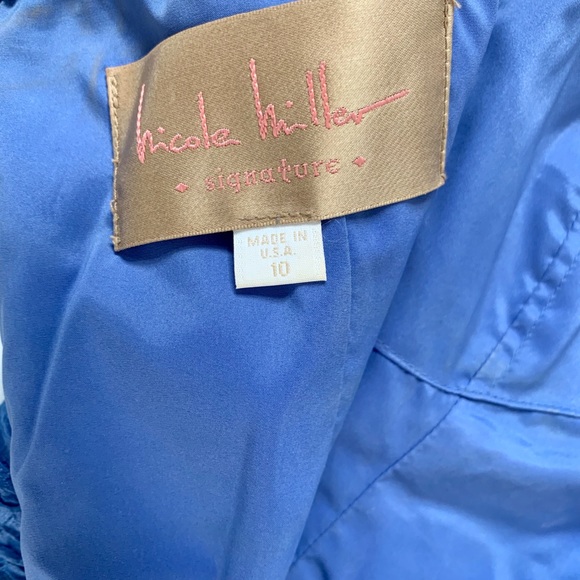 Nicole Miller
signature
MADE IN
U.S.A.
10